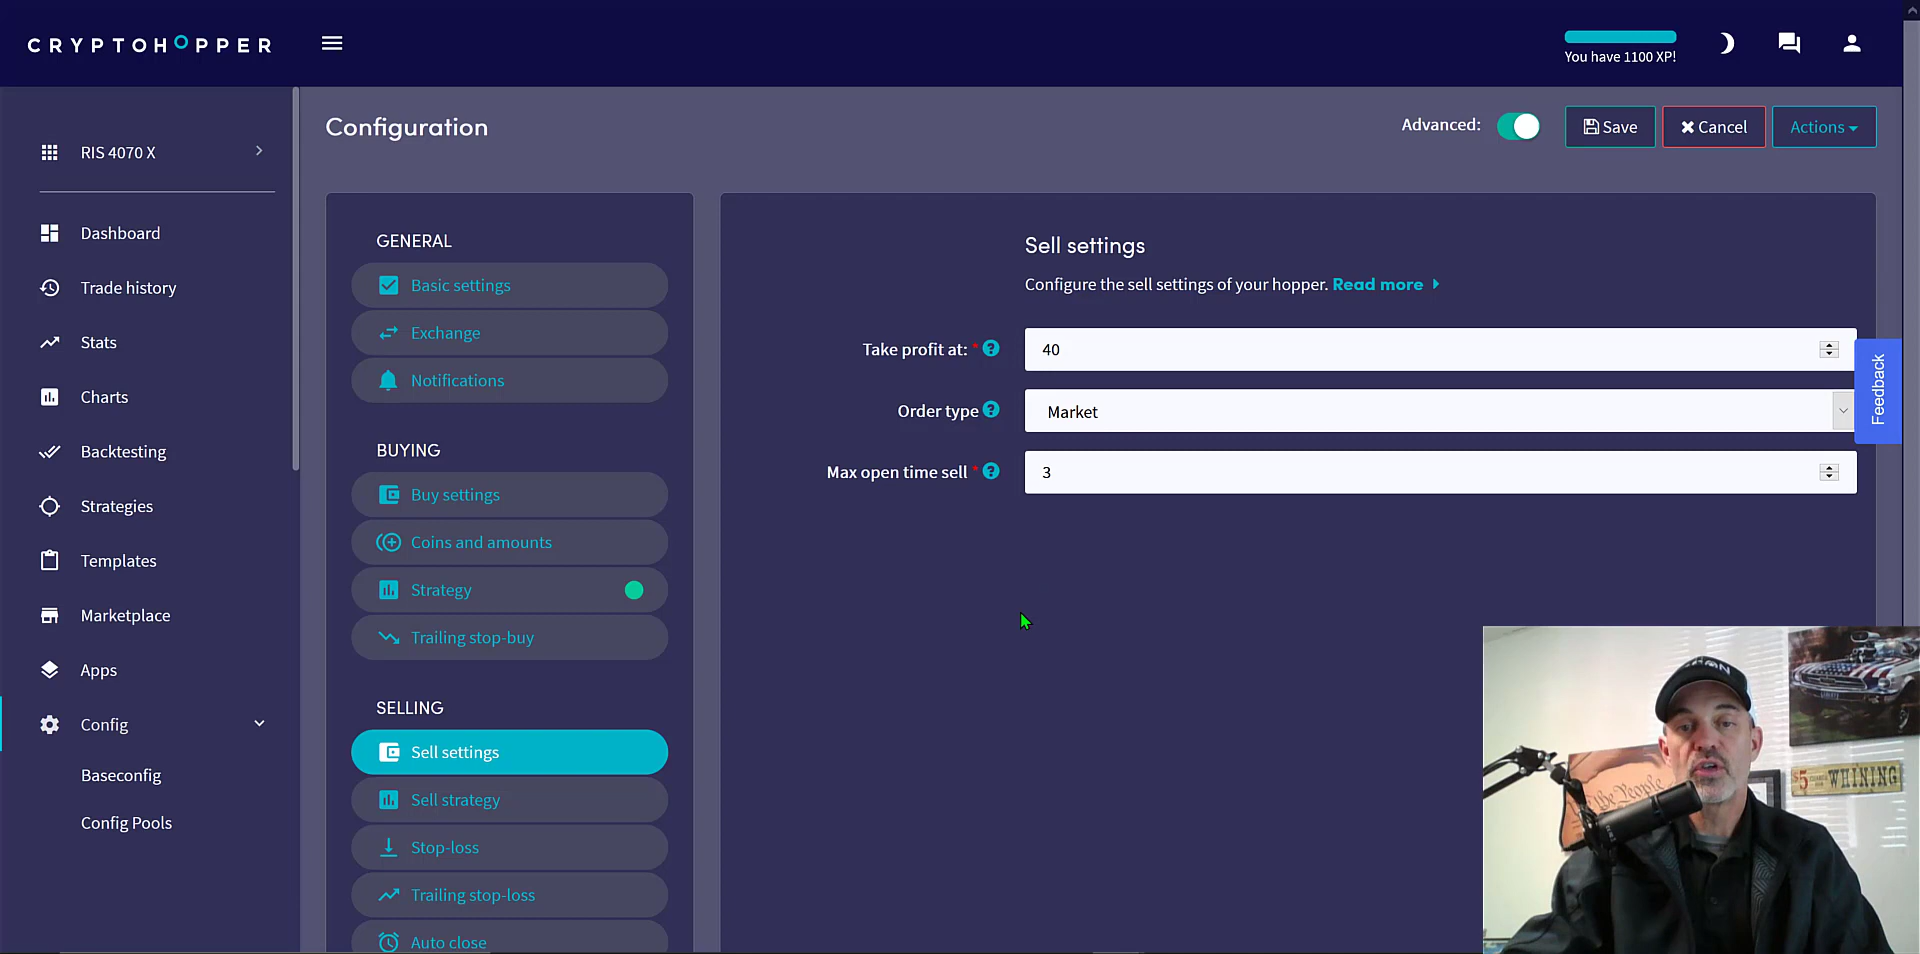 CRYPTOHOPPER
You have 1100 XP!
Configuration
Advanced:
Save
Cancel
Actions
RIS 4070 X
Dashboard
Trade history
Stats
Charts
Backtesting
Strategies
Templates
Marketplace
Apps
Config
Baseconfig
Config Pools
GENERAL
Basic settings
Exchange
Notifications
BUYING
Buy settings
Coins and amounts
Strategy
Trailing stop-buy
SELLING
Sell settings
Sell strategy
Stop-loss
Trailing stop-loss
Auto close
Sell settings
Configure the sell settings of your hopper. Read more
Take profit at: *
40
Order type
Market
Max open time sell *
3
Feedback
We the People
$5
WHINING